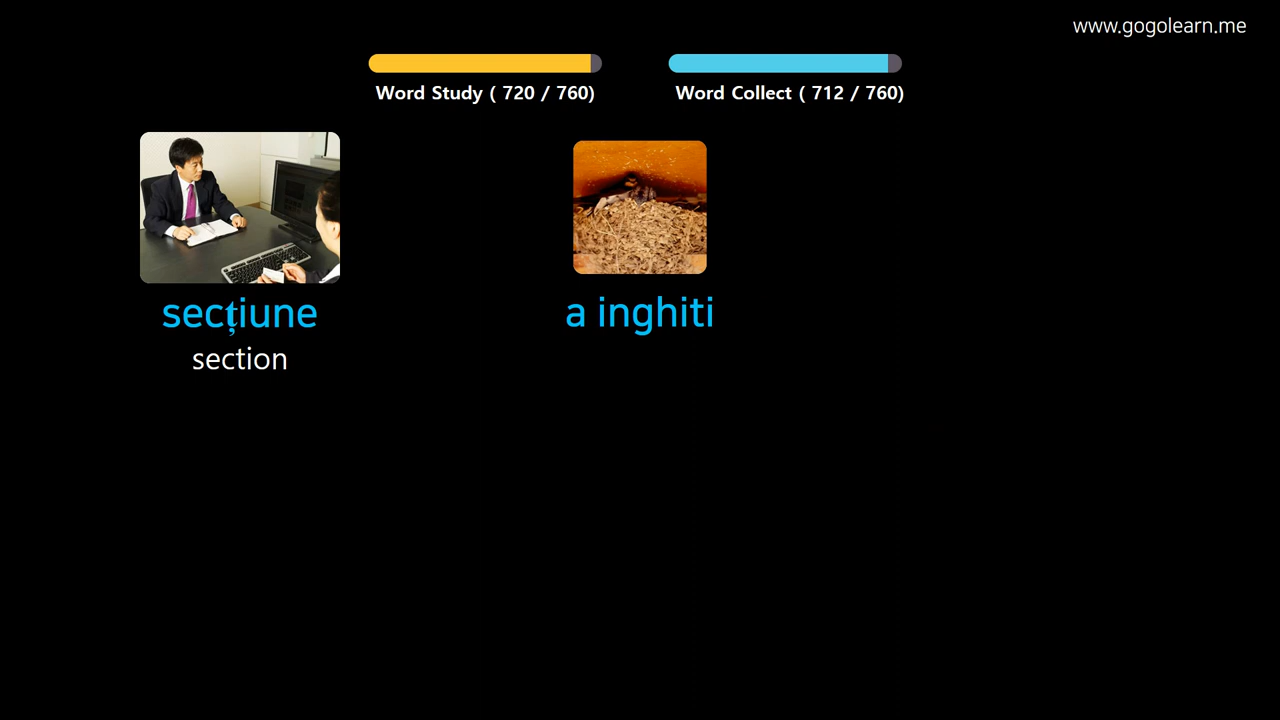 www.gogolearn.me
Word Study ( 720 / 760)
Word Collect ( 712 / 760)
secțiune
section
a inghiti